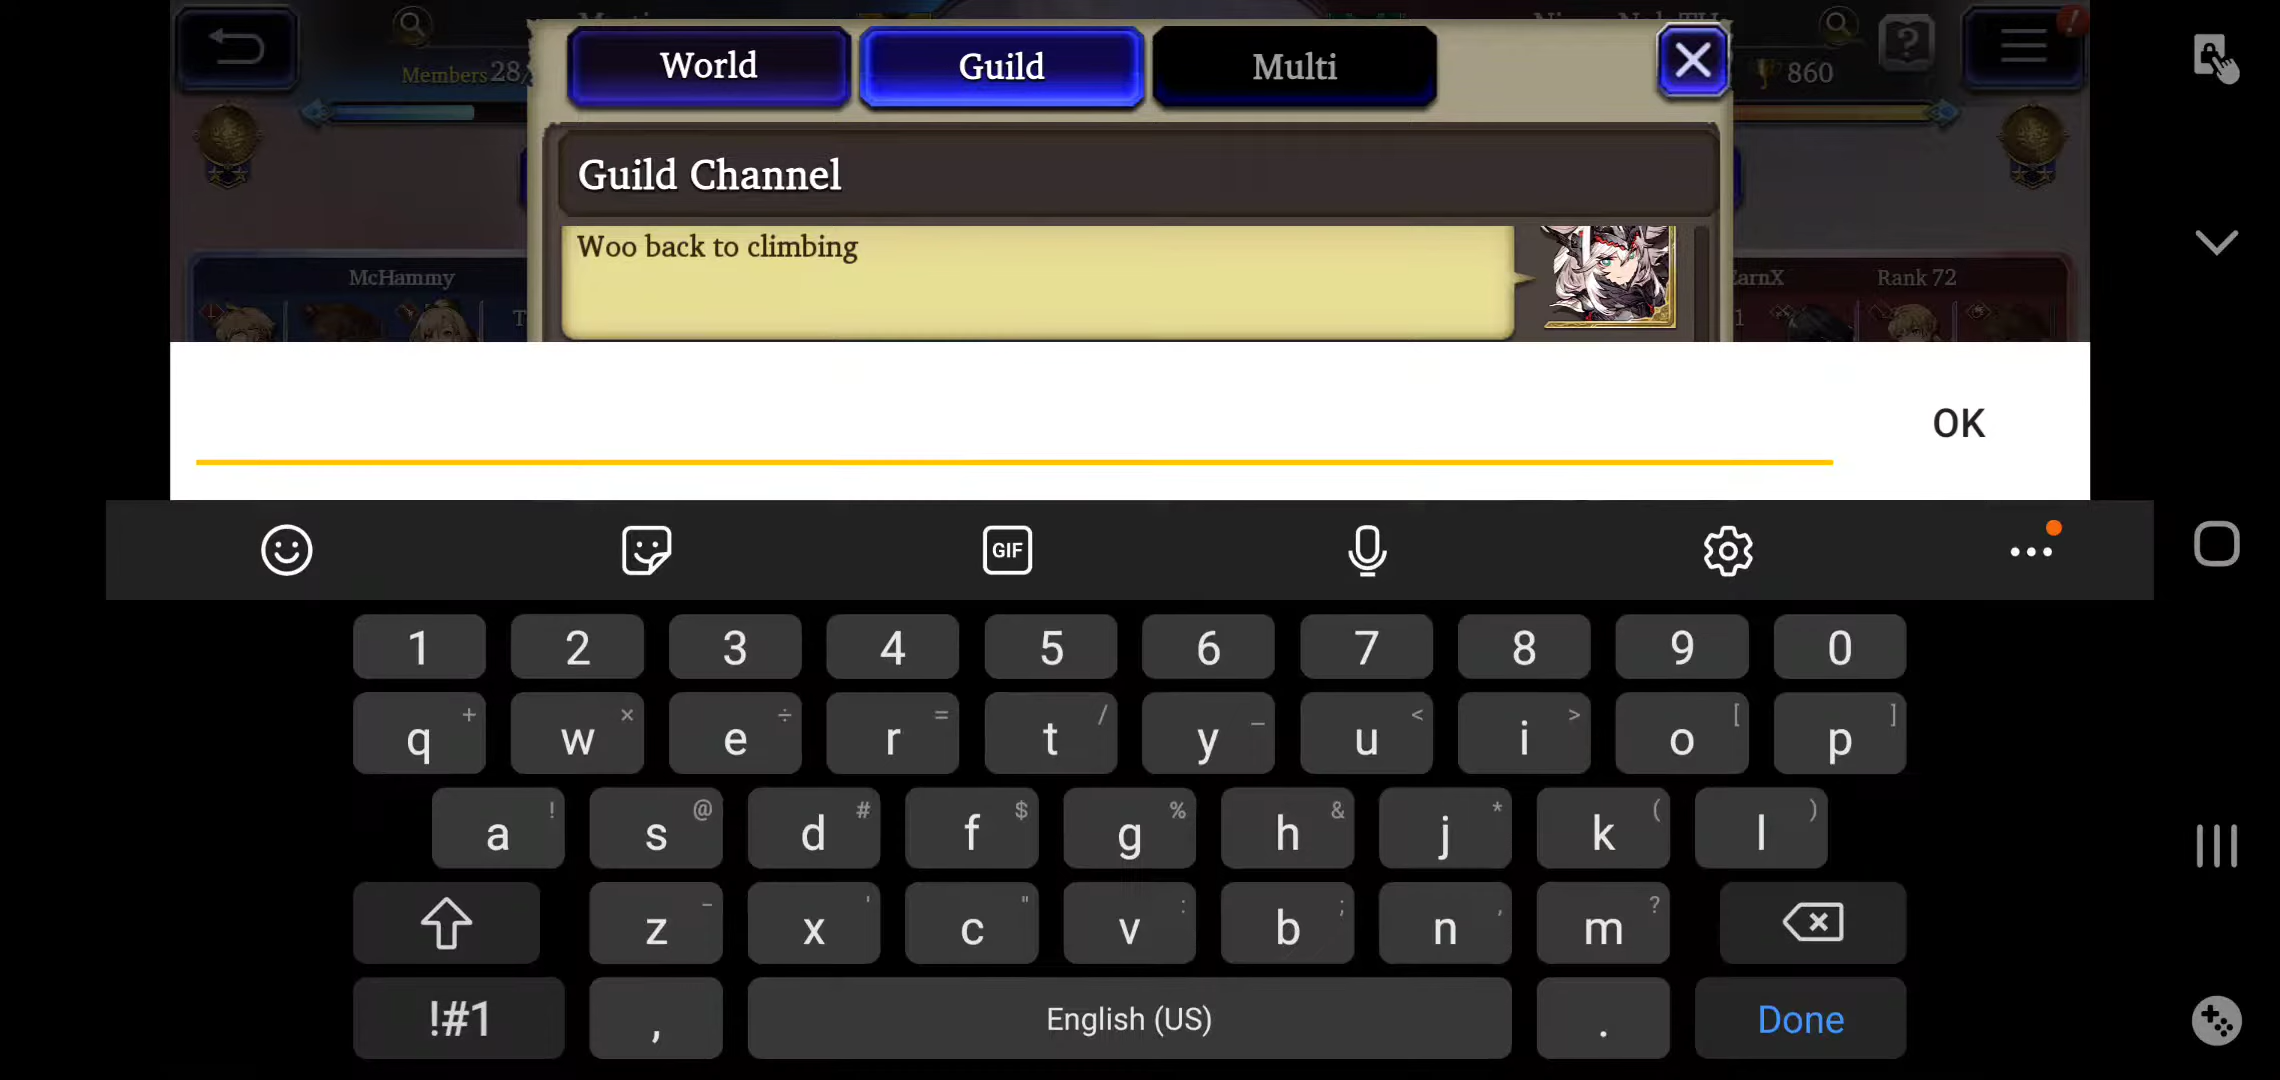 Members 28/
World
Guild
Multi
860
Guild Channel
Woo back to climbing
McHammy
EarnX
Rank 72
OK
GIF
1 2 3 4 5 6 7 8 9 0
q + w × e ÷ r = t / y _ u < i > o [ p ]
a ! s @ d # f $ g % h & j * k ( l )
z - x ' c " v : b ; n , m ?
!#1 , English (US) . Done